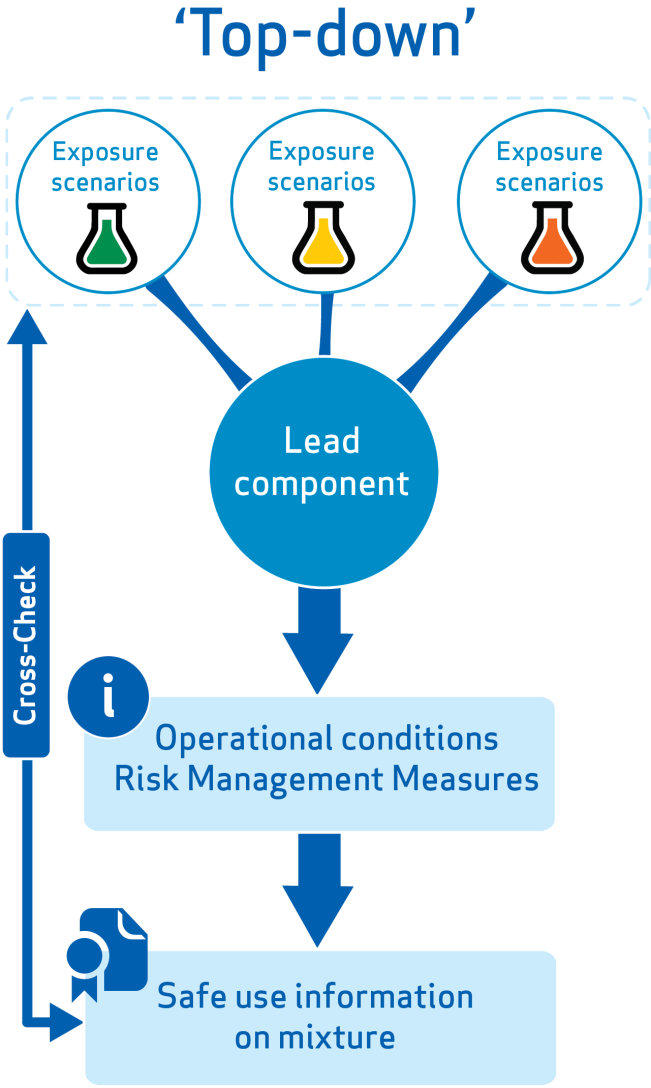 ‘Top-down’
Exposure
scenarios
Exposure
scenarios
Exposure
scenarios
Lead
component
Cross-Check
i
Operational conditions
Risk Management Measures
Safe use information
on mixture